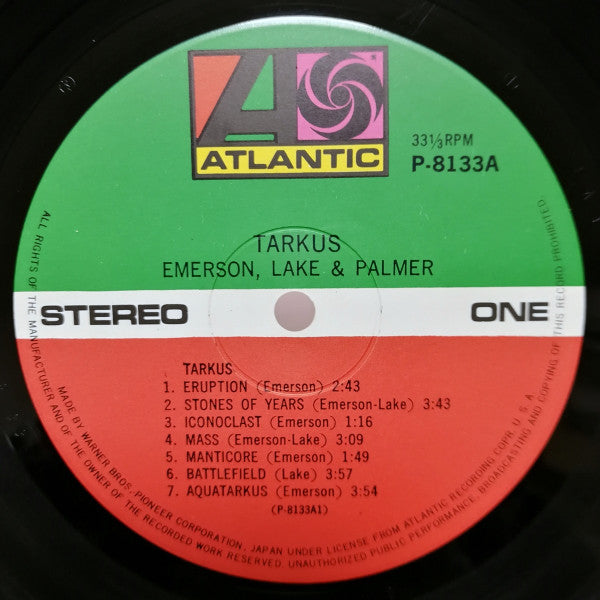 ATLANTIC
33⅓RPM
P-8133A
TARKUS
EMERSON, LAKE & PALMER
STEREO
ONE
TARKUS
1. ERUPTION (Emerson) 2:43
2. STONES OF YEARS (Emerson-Lake) 3:43
3. ICONOCLAST (Emerson) 1:16
4. MASS (Emerson-Lake) 3:09
5. MANTICORE (Emerson) 1:49
6. BATTLEFIELD (Lake) 3:57
7. AQUATARKUS (Emerson) 3:54
(P-8133A1)
MADE BY WARNER BROS.,PIONEER CORPORATION, JAPAN UNDER LICENSE FROM ATLANTIC RECORDING CORP. U. S. A.
ALL RIGHTS OF THE MANUFACTURER AND OF THE OWNER OF THE RECORDED WORK RESERVED. UNAUTHORIZED PUBLIC PERFORMANCE, BROADCASTING AND COPYING OF THIS RECORD PROHIBITED.